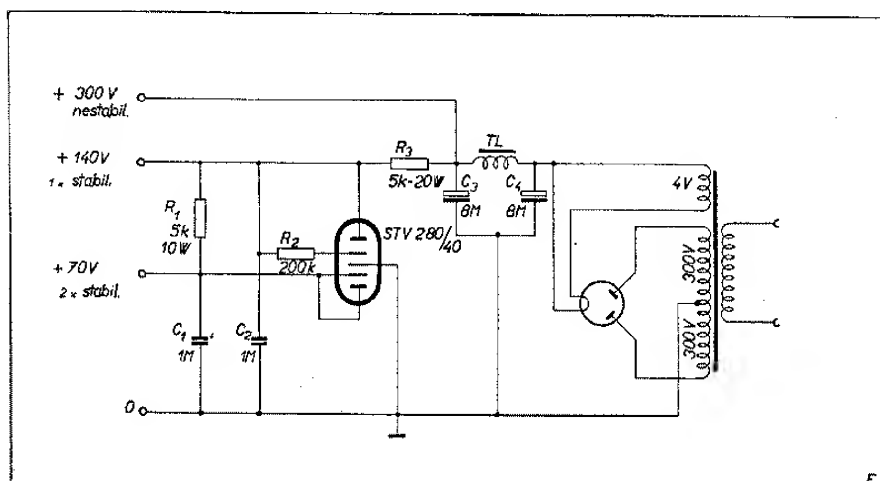 + 300V
nestabil.
+ 140V
1 × stabil.
R₁
5k
10W
+ 70V
2 × stabil.
C₁
1M
+
C₂
1M
R₂
200k
STV 280/40
R₃
5k-20W
C₃
8M
TL
C₄
8M
4V
300V
300V
0